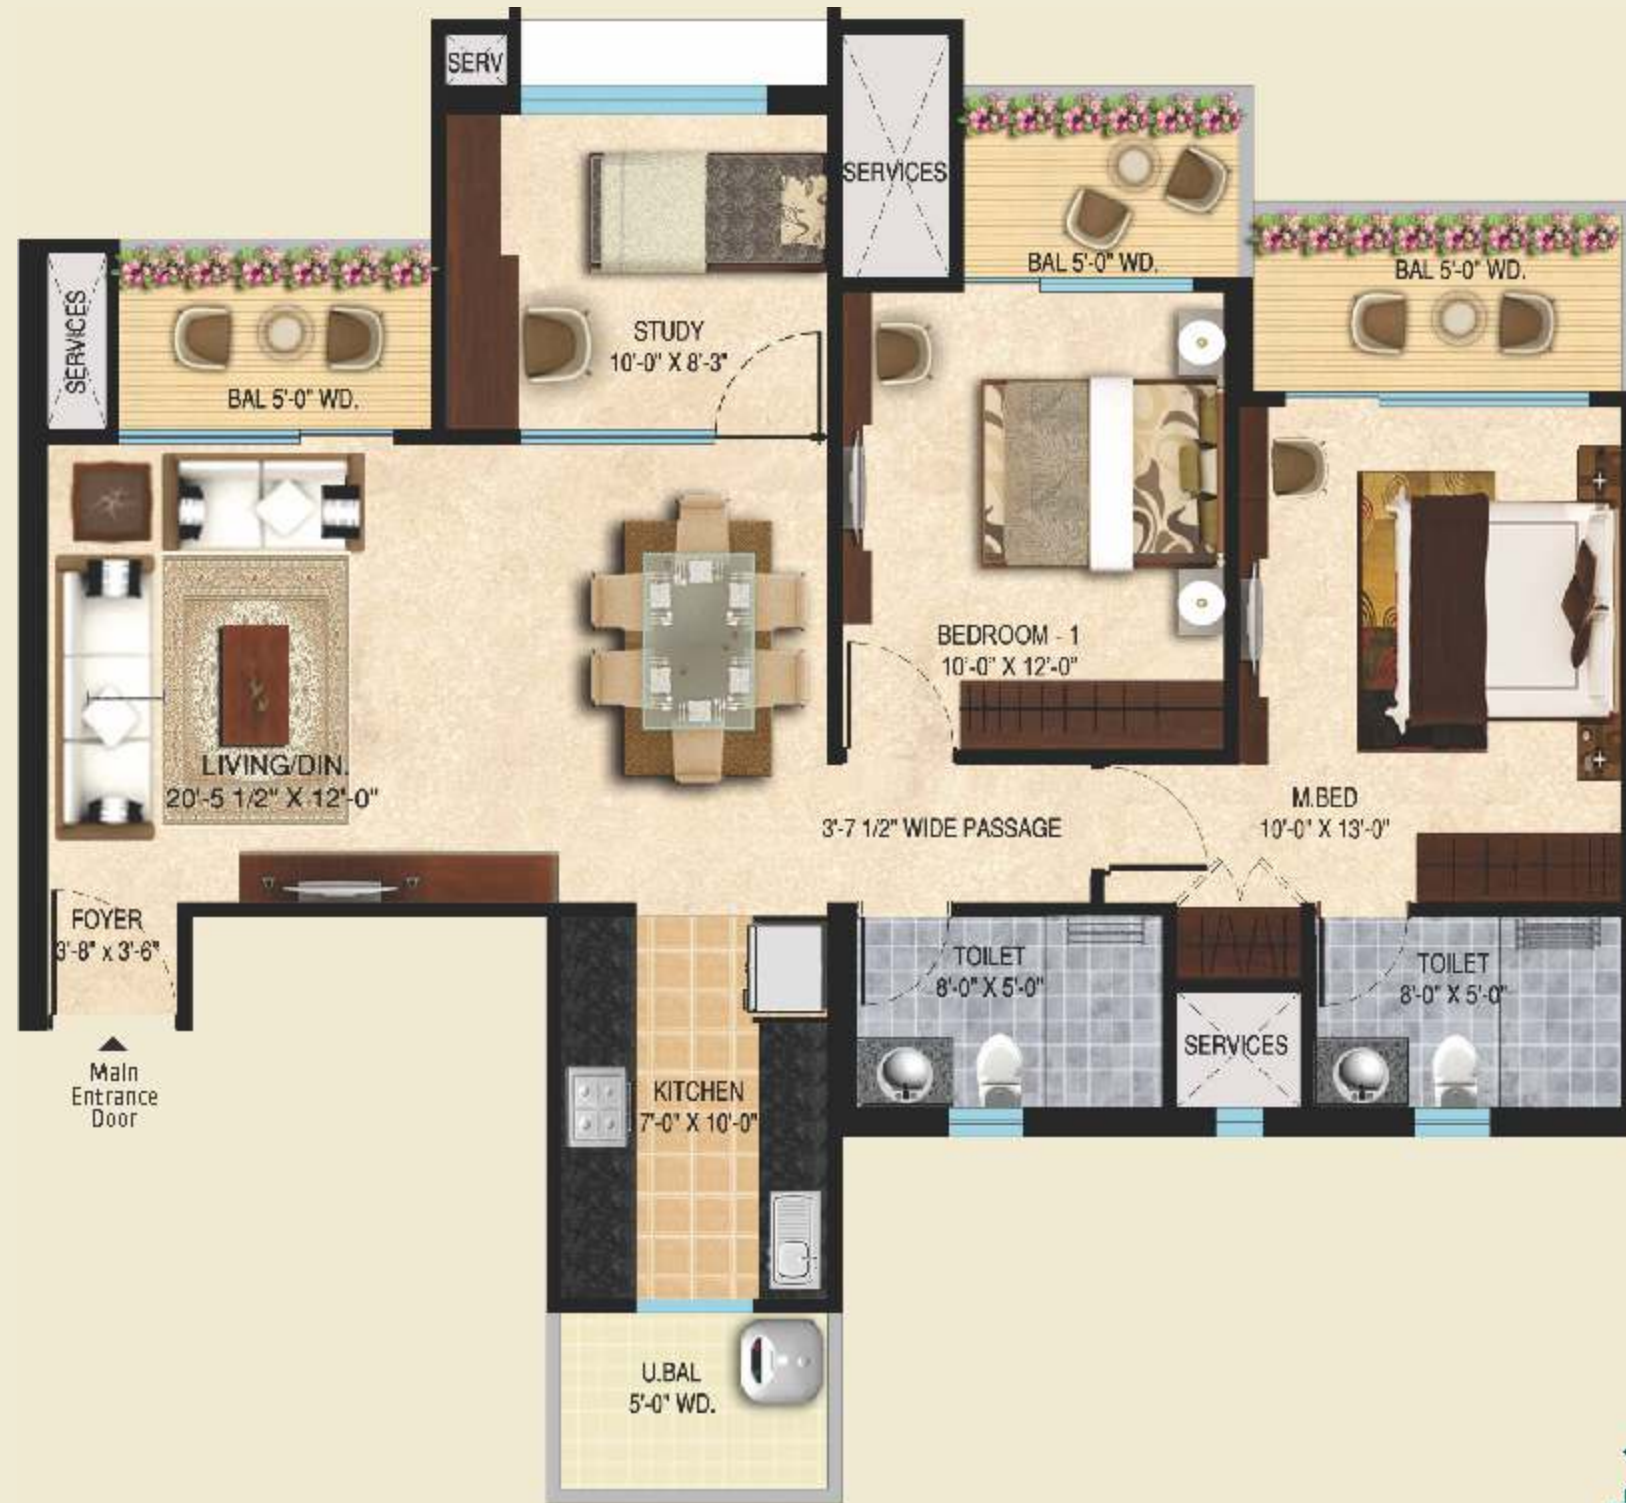 SERV
SERVICES
BAL 5'-0" WD.
BAL 5'-0" WD.
SERVICES
BAL 5'-0" WD.
STUDY
10'-0" X 8'-3"
BEDROOM - 1
10'-0" X 12'-0"
LIVING/DIN.
20'-5 1/2" X 12'-0"
3'-7 1/2" WIDE PASSAGE
M.BED
10'-0" X 13'-0"
FOYER
3'-8" x 3'-6"
TOILET
8'-0" X 5'-0"
TOILET
8'-0" X 5'-0"
SERVICES
Main
Entrance
Door
KITCHEN
7'-0" X 10'-0"
U.BAL
5'-0" WD.